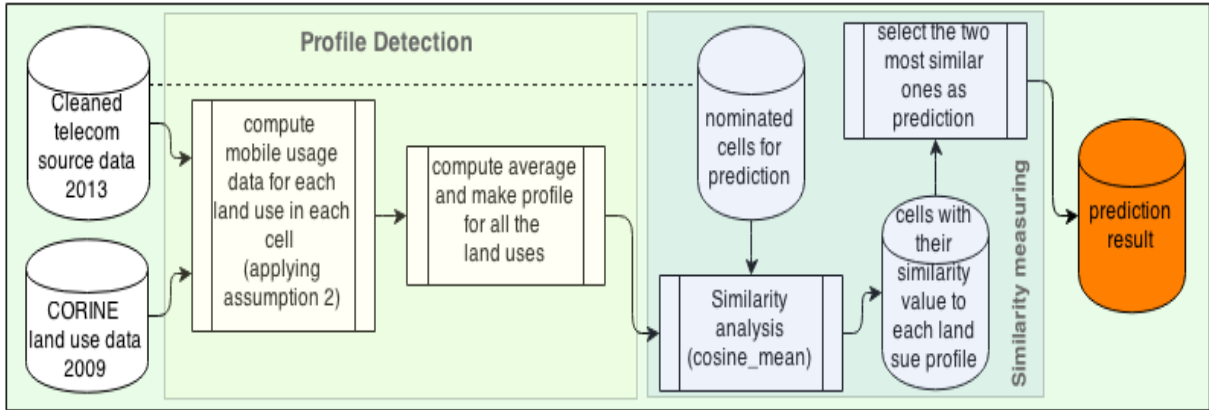 Profile Detection
Cleaned
telecom
source data
2013
CORINE
land use data
2009
compute
mobile usage
data for each
land use in each
cell
(applying
assumption 2)
compute average
and make profile
for all the
land uses
nominated
cells for
prediction
Similarity
analysis
(cosine_mean)
cells with
their
similarity
value to
each land
sue profile
select the two
most similar
ones as
prediction
Similarity measuring
prediction
result